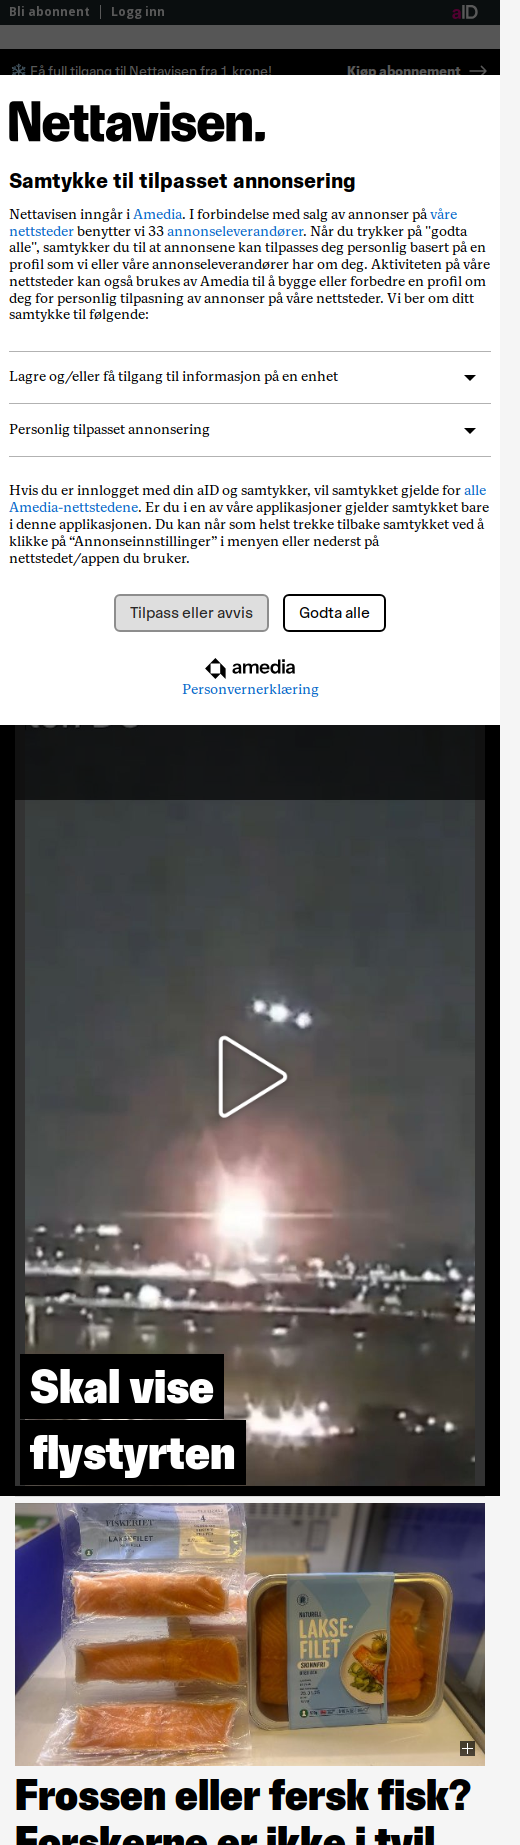 Bli abonnent
Logg inn
aID
Få full tilgang til Nettavisen fra 1 krone!
Kjøp abonnement
Nettavisen.
Samtykke til tilpasset annonsering
Nettavisen inngår i Amedia. I forbindelse med salg av annonser på våre
nettsteder benytter vi 33 annonseleverandører. Når du trykker på "godta
alle", samtykker du til at annonsene kan tilpasses deg personlig basert på en
profil som vi eller våre annonseleverandører har om deg. Aktiviteten på våre
nettsteder kan også brukes av Amedia til å bygge eller forbedre en profil om
deg for personlig tilpasning av annonser på våre nettsteder. Vi ber om ditt
samtykke til følgende:
Lagre og/eller få tilgang til informasjon på en enhet
Personlig tilpasset annonsering
Hvis du er innlogget med din aID og samtykker, vil samtykket gjelde for alle
Amedia-nettstedene. Er du i en av våre applikasjoner gjelder samtykket bare
i denne applikasjonen. Du kan når som helst trekke tilbake samtykket ved å
klikke på “Annonseinnstillinger” i menyen eller nederst på
nettstedet/appen du bruker.
Tilpass eller avvis
Godta alle
amedia
Personvernerklæring
Skal vise
flystyrten
FISKERIET
LAKSEFILET
4
NATURELL
LAKSE-
FILET
SKINNFRI
Frossen eller fersk fisk?
Forskerne er ikke i tvil